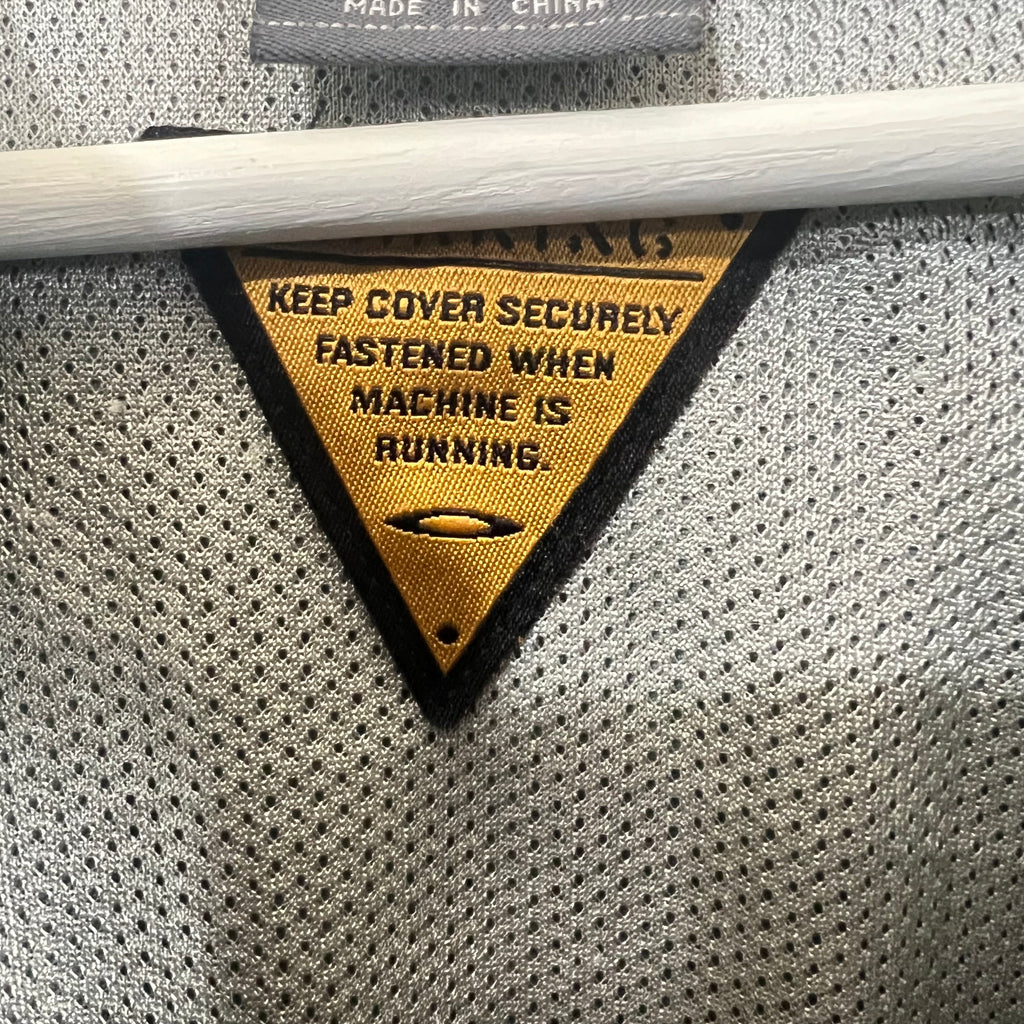 MADE IN CHINA
KEEP COVER SECURELY
FASTENED WHEN
MACHINE IS
RUNNING.